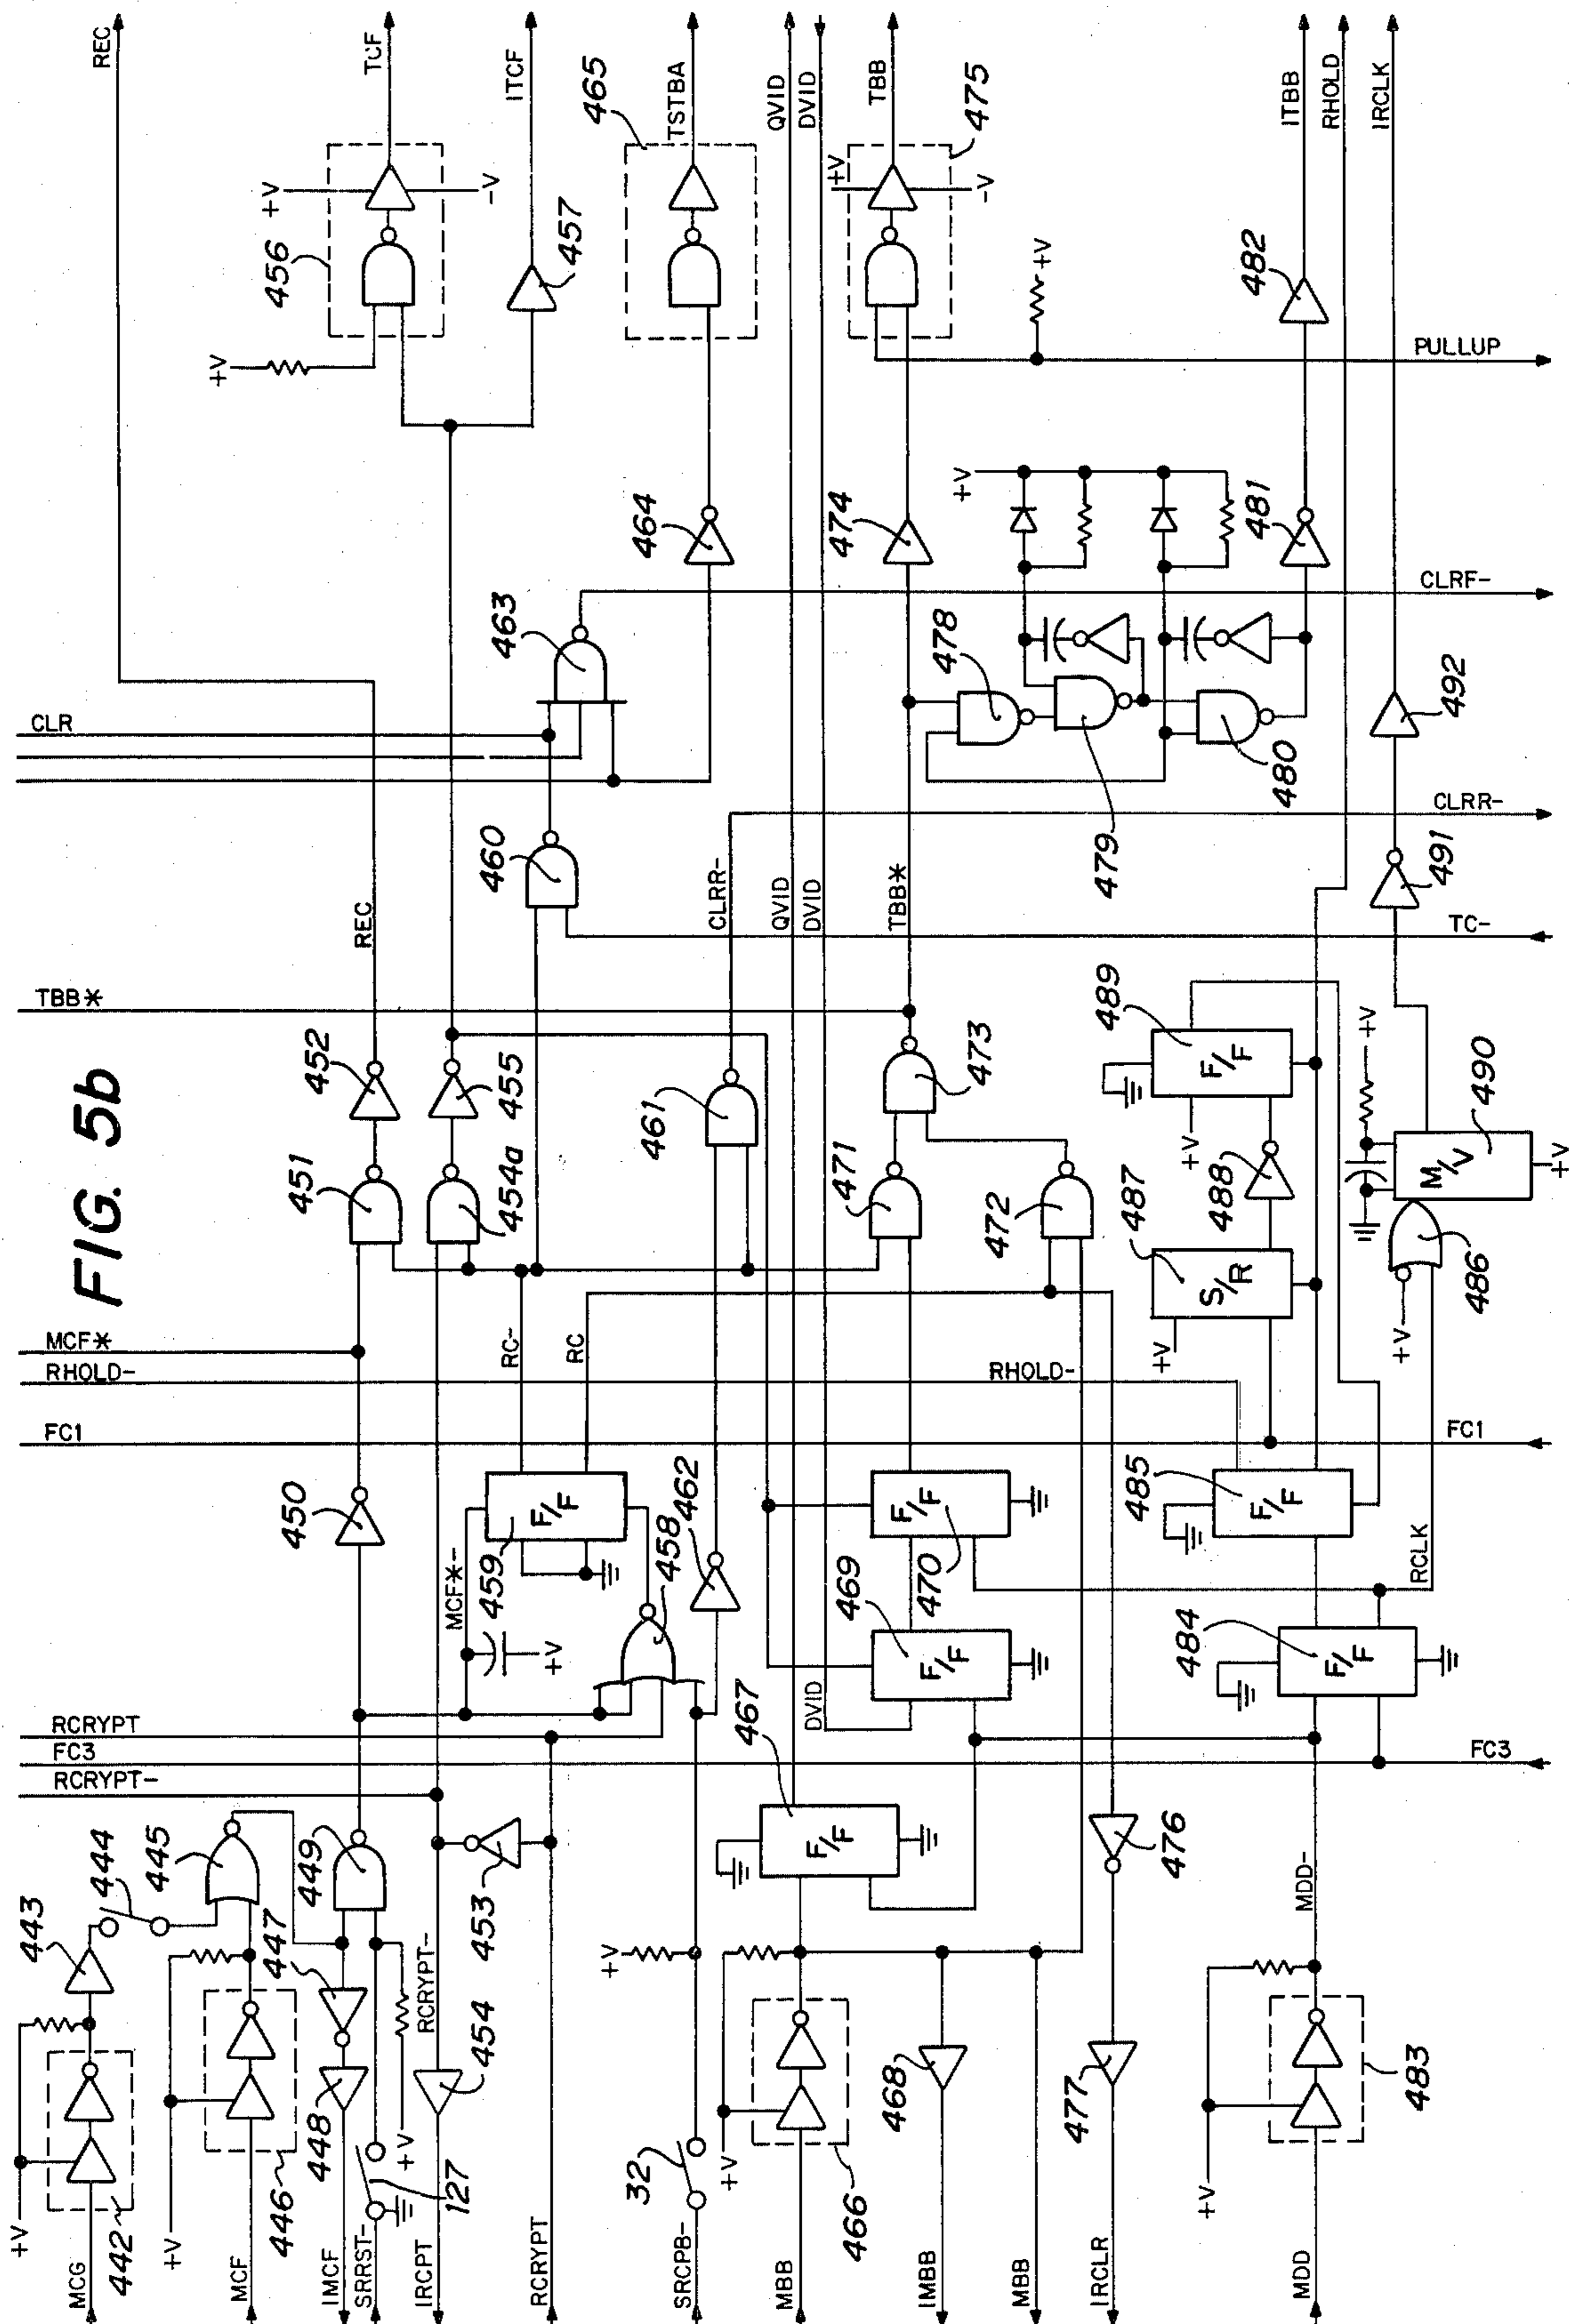 FIG. 5b
REC
TCF
ITCF
TSTBA
QVID
DVID
TBB
ITBB
RHOLD
IRCLK
+V
+V
-V
456
457
465
+V
-V
475
+V
482
PULLUP
+V
464
474
481
CLRF-
463
478
CLR
492
480
479
CLRR-
460
CLRR-
QVID
DVID
TBB*
491
TC-
REC
TBB*
489
F/F
+V
452
455
461
473
+V
490
M/V
+V
451
454a
471
472
487
488
S/R
+V
486
+V
MCF*
RHOLD-
RC-
RC
RHOLD-
FC1
FC1
450
459
F/F
462
F/F
470
485
F/F
MCF*-
458
469
F/F
RCLK
484
F/F
+V
467
DVID
RCRYPT
FC3
RCRYPT-
FC3
444
445
449
453
F/F
476
MDD-
443
447
RCRYPT-
+V
448
454
468
477
483
+V
442
+V
446
127
+V
32
+V
466
+V
MCG
MCF
IMCF
SRRST-
IRCPT
RCRYPT
SRCPB-
MBB
IMBB
MBB
IRCLR
MDD